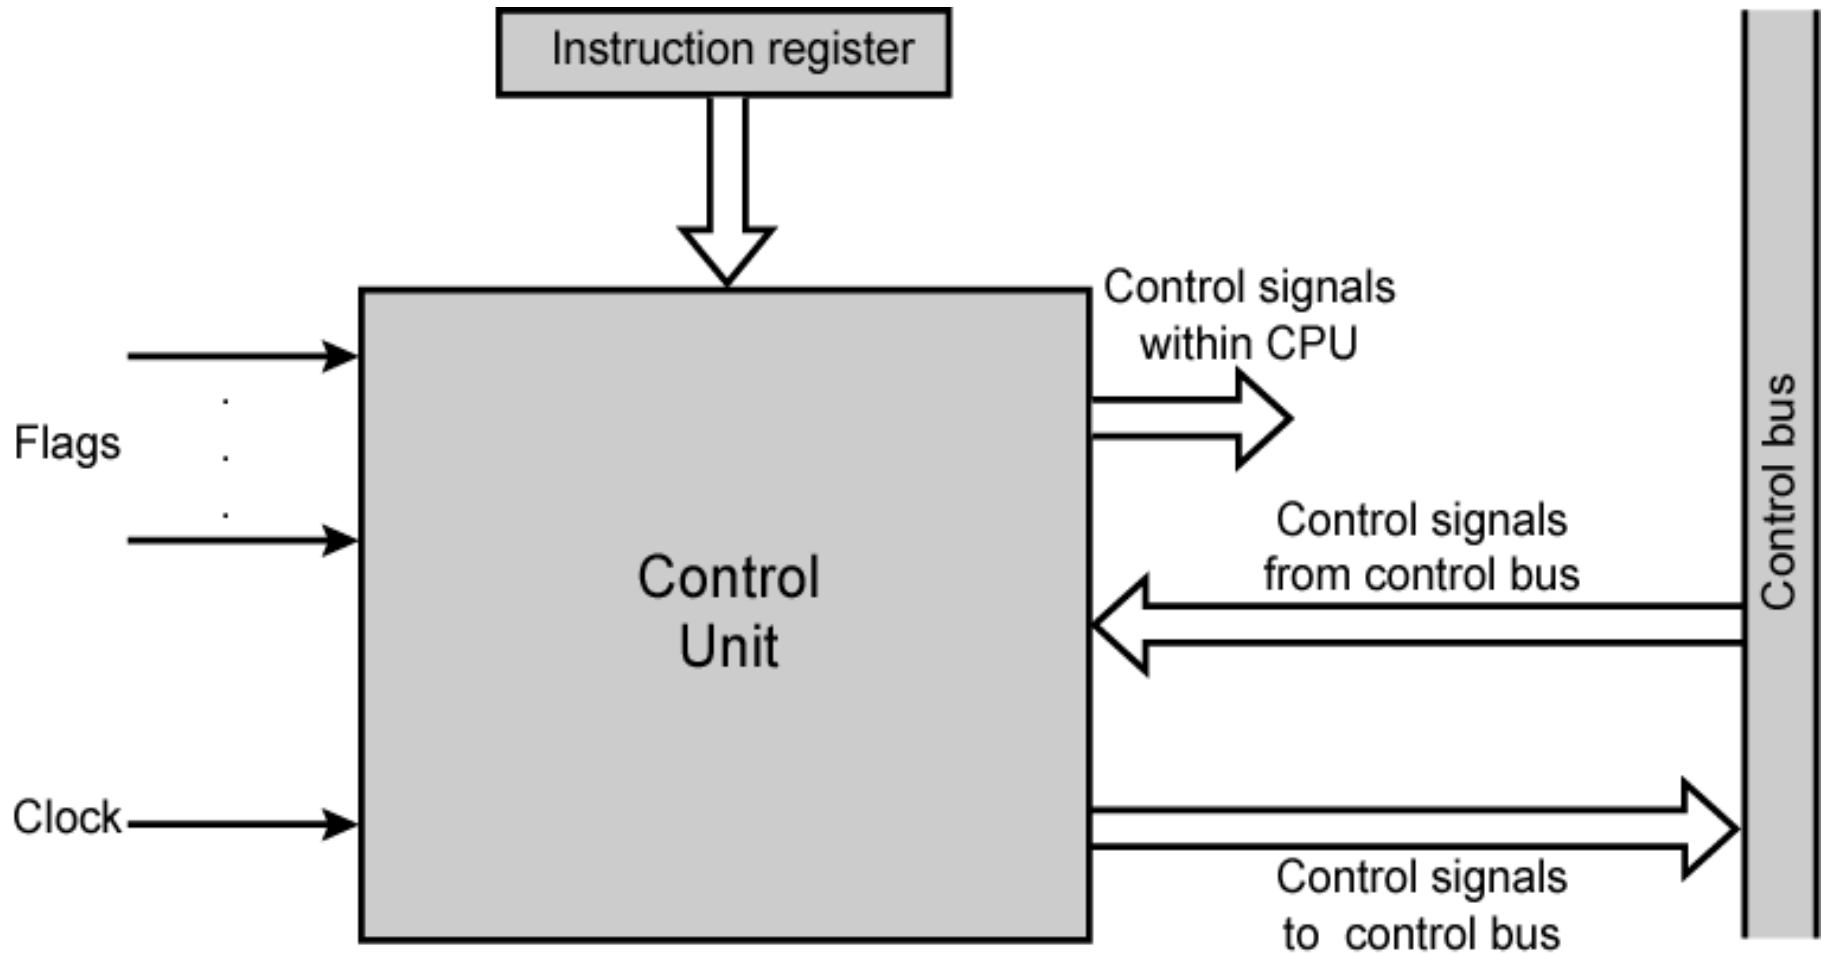 Instruction register
Control signals
within CPU
Flags
Control
Unit
Control signals
from control bus
Control bus
Clock
Control signals
to control bus